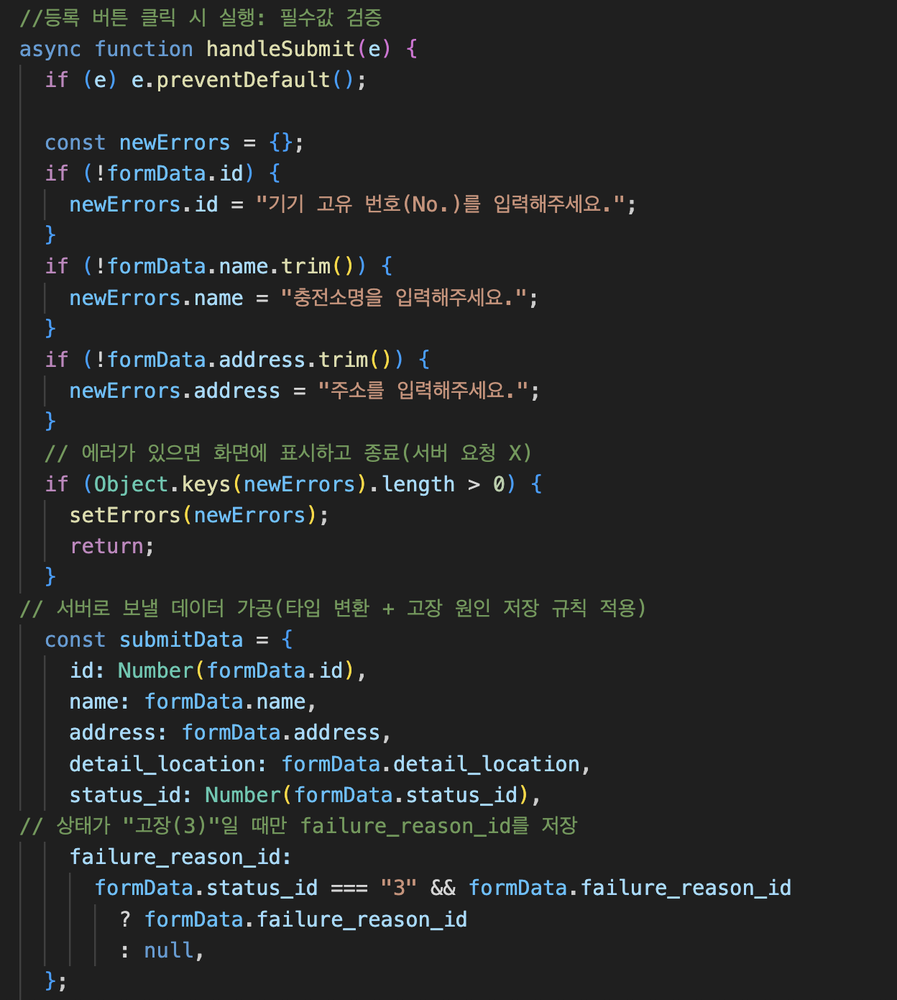 //등록 버튼 클릭 시 실행: 필수값 검증
async function handleSubmit(e) {
  if (e) e.preventDefault();

  const newErrors = {};
  if (!formData.id) {
    newErrors.id = "기기 고유 번호(No.)를 입력해주세요.";
  }
  if (!formData.name.trim()) {
    newErrors.name = "충전소명을 입력해주세요.";
  }
  if (!formData.address.trim()) {
    newErrors.address = "주소를 입력해주세요.";
  }
  // 에러가 있으면 화면에 표시하고 종료(서버 요청 X)
  if (Object.keys(newErrors).length > 0) {
    setErrors(newErrors);
    return;
  }
// 서버로 보낼 데이터 가공(타입 변환 + 고장 원인 저장 규칙 적용)
  const submitData = {
    id: Number(formData.id),
    name: formData.name,
    address: formData.address,
    detail_location: formData.detail_location,
    status_id: Number(formData.status_id),
// 상태가 "고장(3)"일 때만 failure_reason_id를 저장
    failure_reason_id:
      formData.status_id === "3" && formData.failure_reason_id
        ? formData.failure_reason_id
        : null,
  };